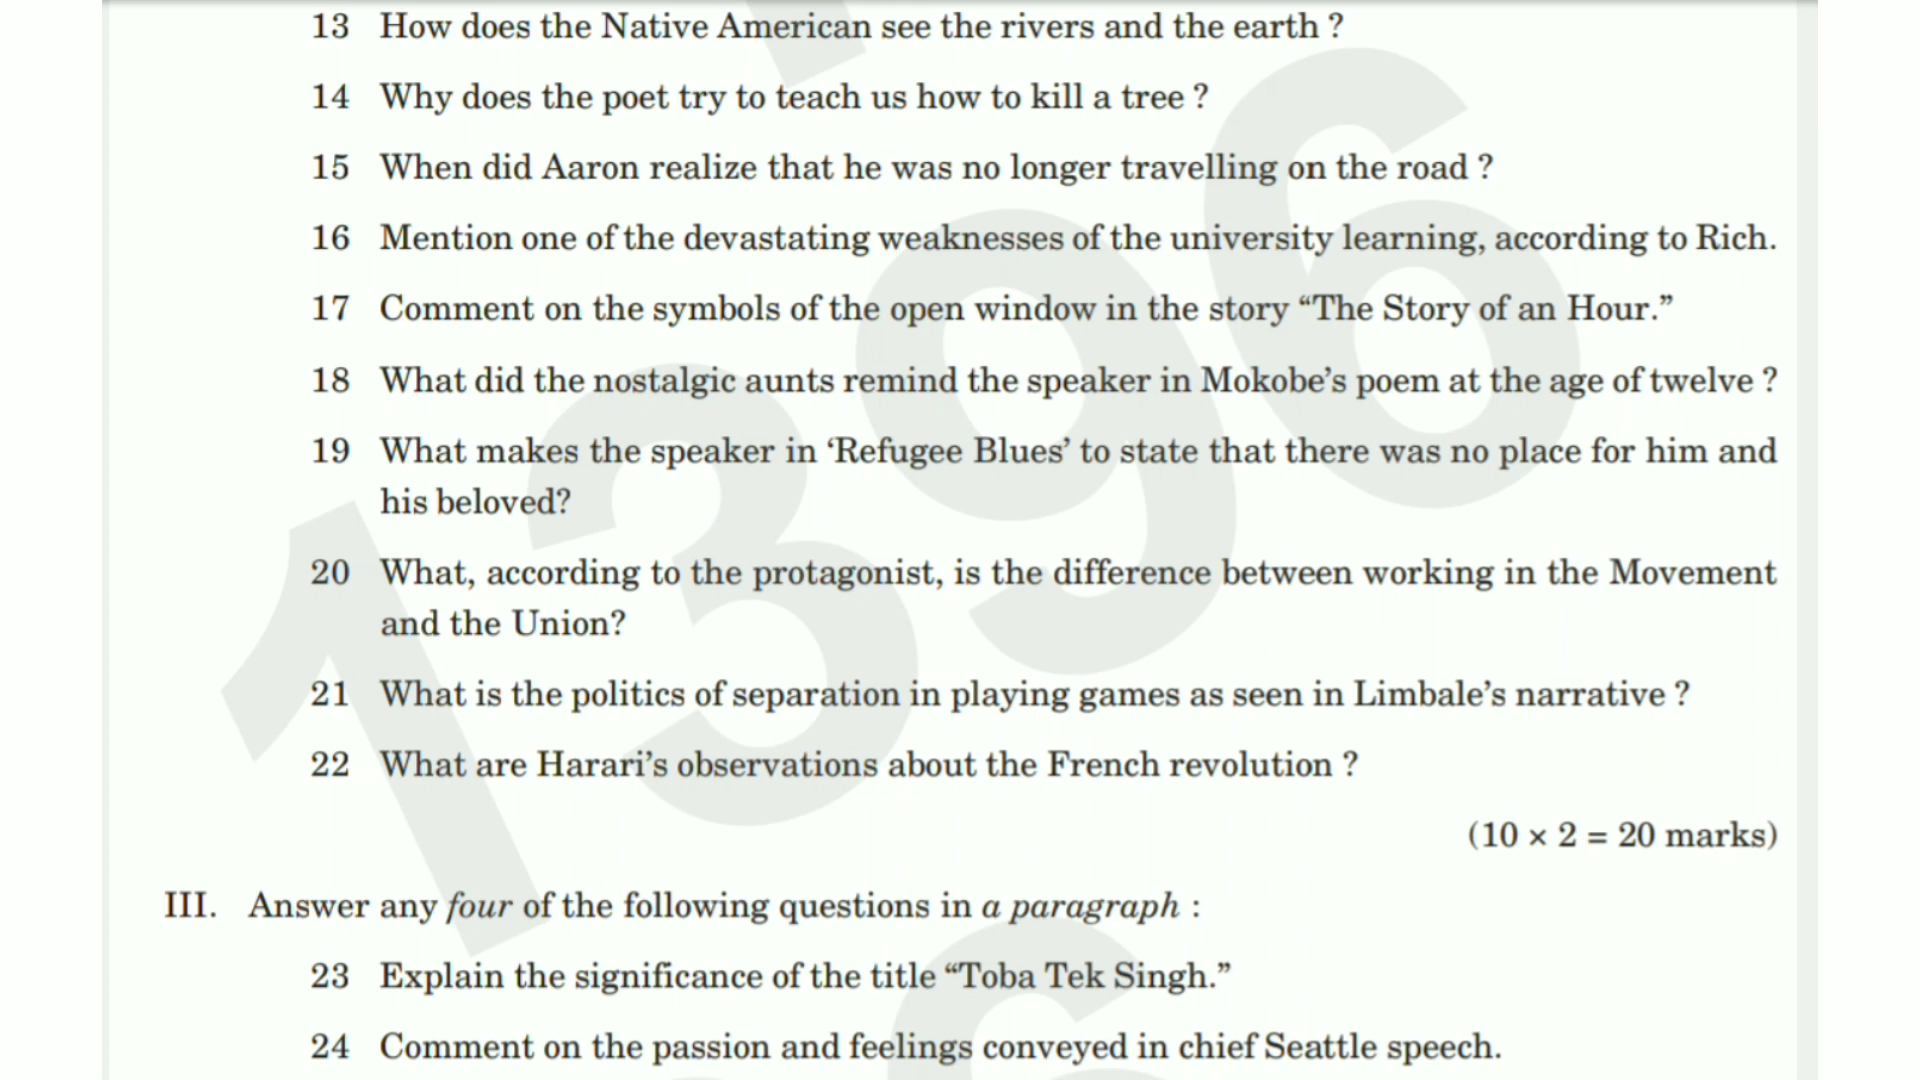 13 How does the Native American see the rivers and the earth ?
14 Why does the poet try to teach us how to kill a tree ?
15 When did Aaron realize that he was no longer travelling on the road ?
16 Mention one of the devastating weaknesses of the university learning, according to Rich.
17 Comment on the symbols of the open window in the story “The Story of an Hour.”
18 What did the nostalgic aunts remind the speaker in Mokobe’s poem at the age of twelve ?
19 What makes the speaker in ‘Refugee Blues’ to state that there was no place for him and
his beloved?
20 What, according to the protagonist, is the difference between working in the Movement
and the Union?
21 What is the politics of separation in playing games as seen in Limbale’s narrative ?
22 What are Harari’s observations about the French revolution ?
(10 × 2 = 20 marks)
III. Answer any four of the following questions in a paragraph :
23 Explain the significance of the title “Toba Tek Singh.”
24 Comment on the passion and feelings conveyed in chief Seattle speech.
1396